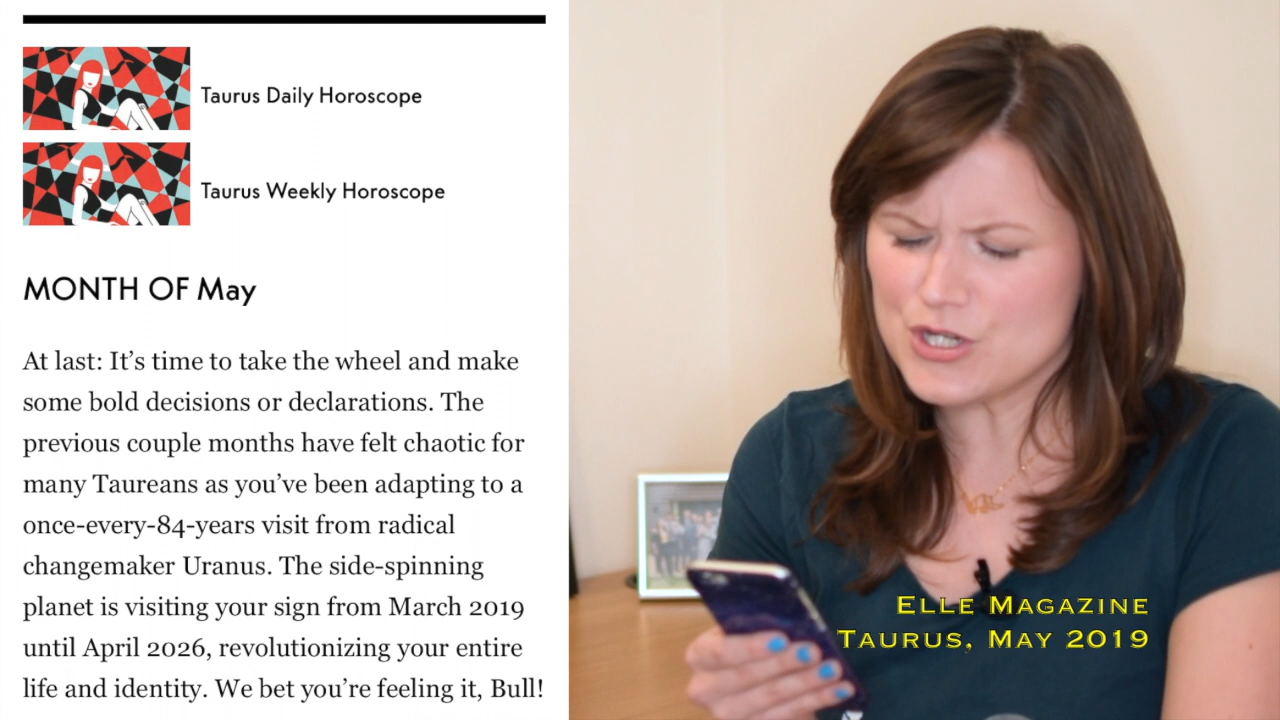 Taurus Daily Horoscope
Taurus Weekly Horoscope
MONTH OF May
At last: It’s time to take the wheel and make
some bold decisions or declarations. The
previous couple months have felt chaotic for
many Taureans as you’ve been adapting to a
once-every-84-years visit from radical
changemaker Uranus. The side-spinning
planet is visiting your sign from March 2019
until April 2026, revolutionizing your entire
life and identity. We bet you’re feeling it, Bull!
ELLE MAGAZINE
TAURUS, MAY 2019